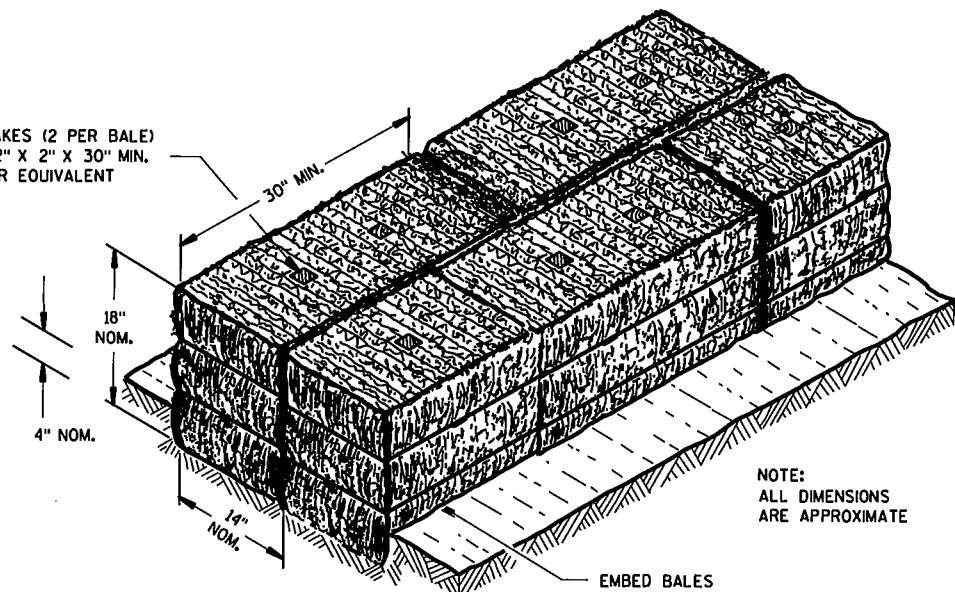 AKES (2 PER BALE)
2" X 2" X 30" MIN.
R EQUIVALENT
30" MIN.
18"
NOM.
4" NOM.
14"
NOM.
NOTE:
ALL DIMENSIONS
ARE APPROXIMATE
EMBED BALES